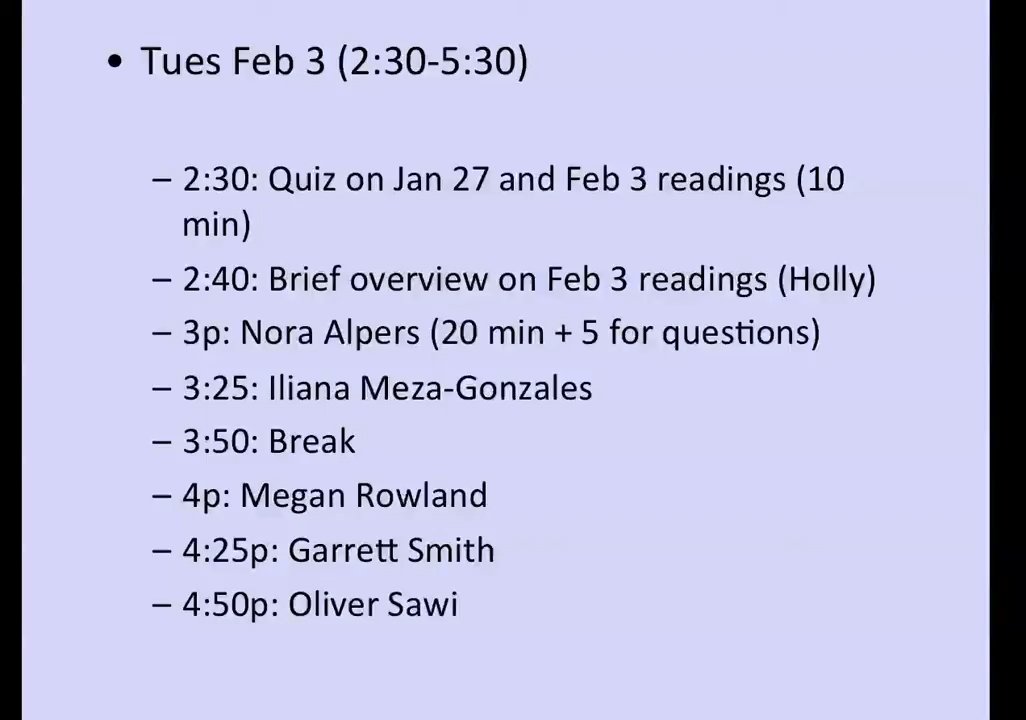 • Tues Feb 3 (2:30-5:30)
– 2:30: Quiz on Jan 27 and Feb 3 readings (10
min)
– 2:40: Brief overview on Feb 3 readings (Holly)
– 3p: Nora Alpers (20 min + 5 for questions)
– 3:25: Iliana Meza-Gonzales
– 3:50: Break
– 4p: Megan Rowland
– 4:25p: Garrett Smith
– 4:50p: Oliver Sawi